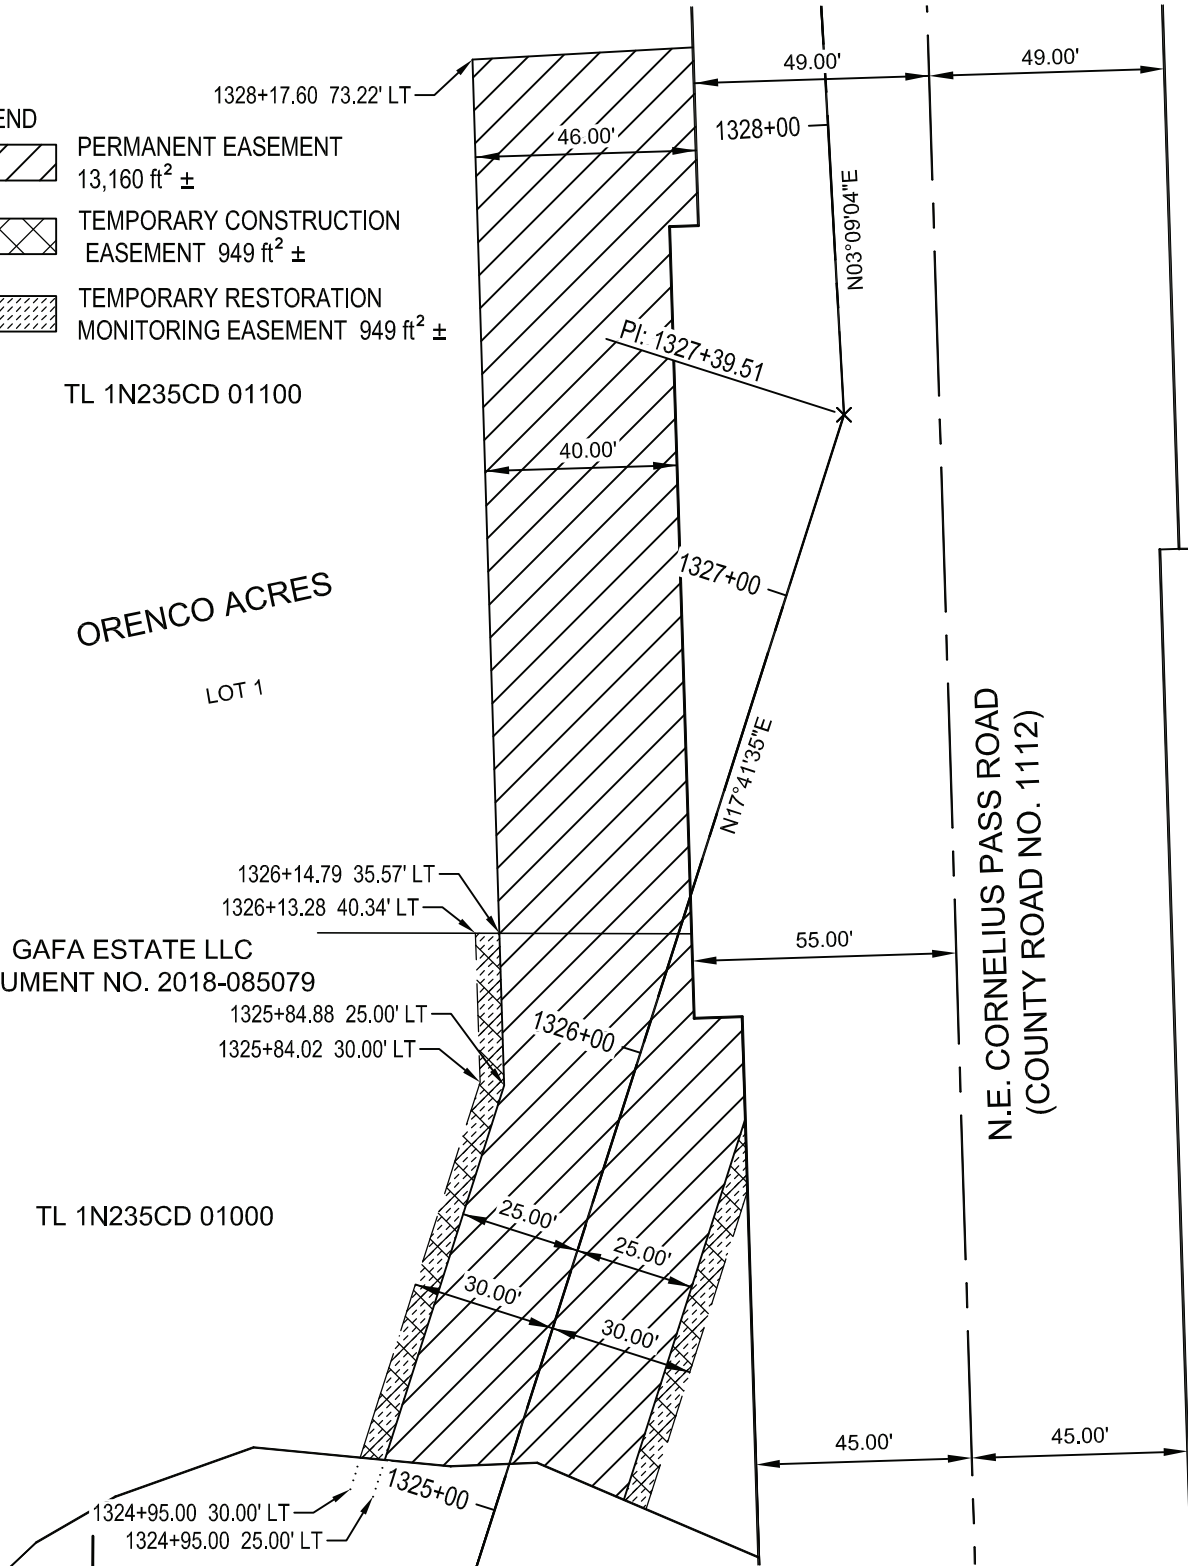 49.00'
49.00'
1328+17.60 73.22' LT
END
46.00'
1328+00
PERMANENT EASEMENT
13,160 ft² ±
TEMPORARY CONSTRUCTION
EASEMENT 949 ft² ±
N03°09'04"E
TEMPORARY RESTORATION
MONITORING EASEMENT 949 ft² ±
PI: 1327+39.51
TL 1N235CD 01100
40.00'
1327+00
ORENCO ACRES
LOT 1
N17°41'35"E
N.E. CORNELIUS PASS ROAD
(COUNTY ROAD NO. 1112)
1326+14.79 35.57' LT
1326+13.28 40.34' LT
55.00'
GAFA ESTATE LLC
UMENT NO. 2018-085079
1325+84.88 25.00' LT
1326+00
1325+84.02 30.00' LT
TL 1N235CD 01000
25.00'
25.00'
30.00'
30.00'
45.00'
45.00'
1325+00
1324+95.00 30.00' LT
1324+95.00 25.00' LT